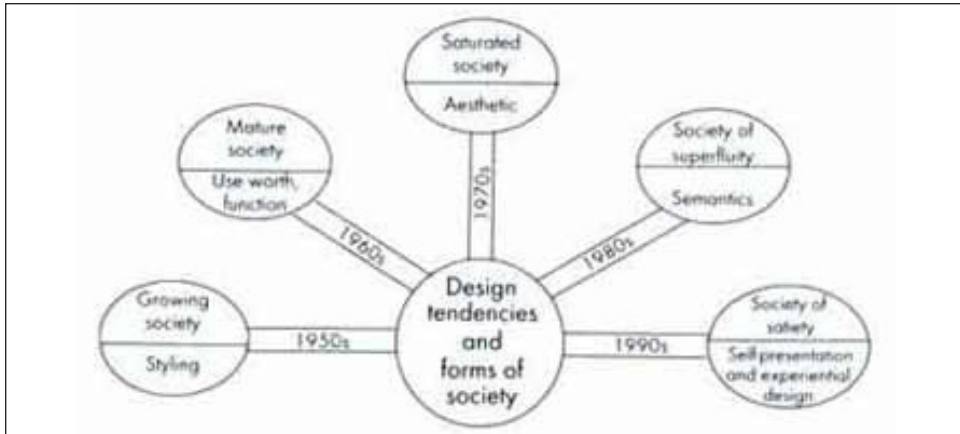 Saturated
society
Aesthetic
Mature
society
Use worth,
function
Society of
superfluity
Semantics
1970s
1960s
1980s
Growing
society
Styling
1950s
Design
tendencies
and
forms of
society
1990s
Society of
satiety
Self presentation
and experiential
design